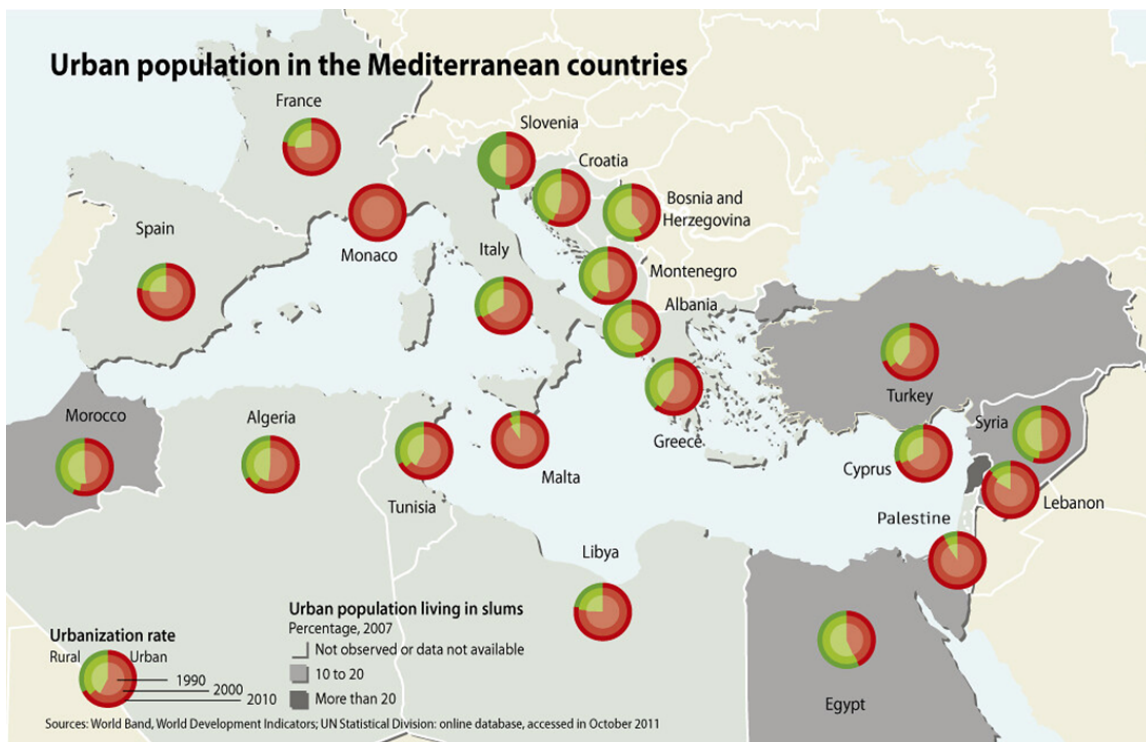 Urban population in the Mediterranean countries
France
Slovenia
Croatia
Bosnia and
Herzegovina
Spain
Monaco
Italy
Montenegro
Albania
Morocco
Algeria
Turkey
Syria
Greece
Cyprus
Tunisia
Malta
Lebanon
Palestine
Libya
Egypt
Urbanization rate
Rural
Urban
1990
2000
2010
Urban population living in slums
Percentage, 2007
Not observed or data not available
10 to 20
More than 20
Sources: World Band, World Development Indicators; UN Statistical Division: online database, accessed in October 2011